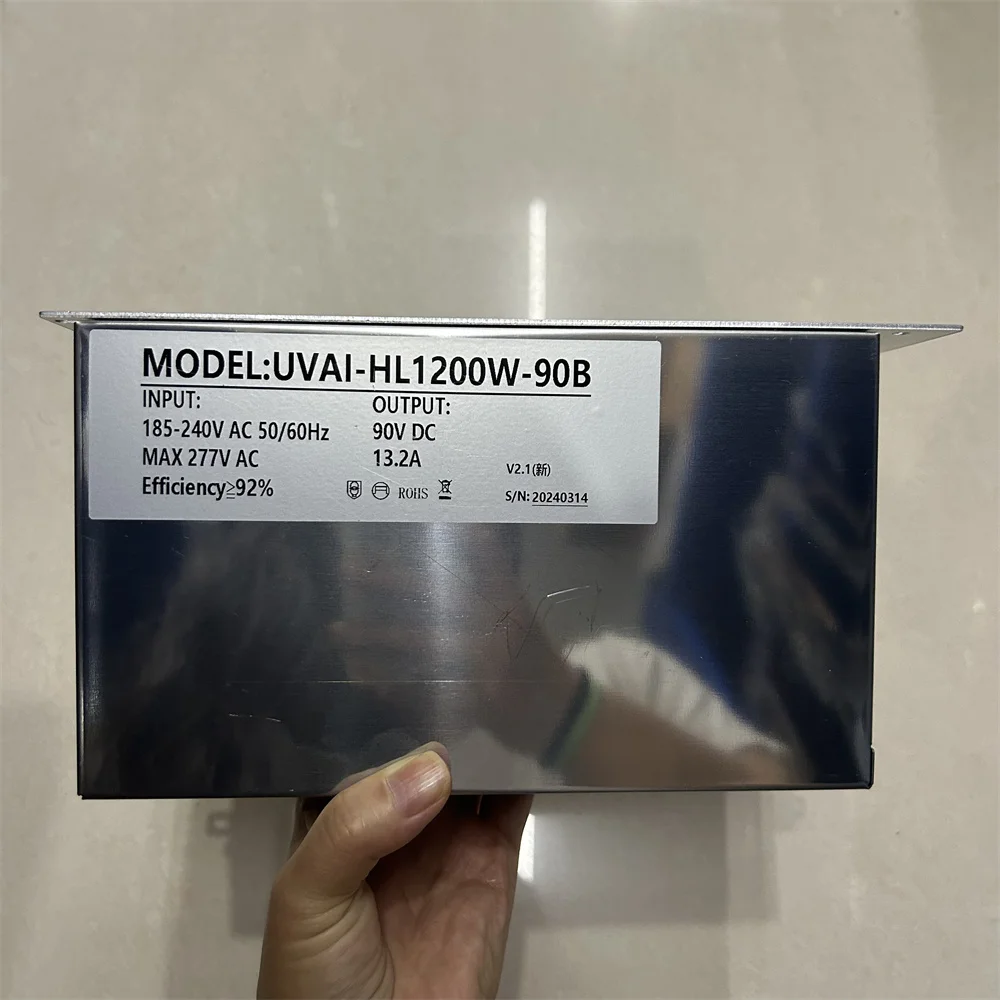 MODEL:UVAI-HL1200W-90B
INPUT:
185-240V AC 50/60Hz
MAX 277V AC
Efficiency≧92%
OUTPUT:
90V DC
13.2A
ROHS
V2.1(新)
S/N: 20240314